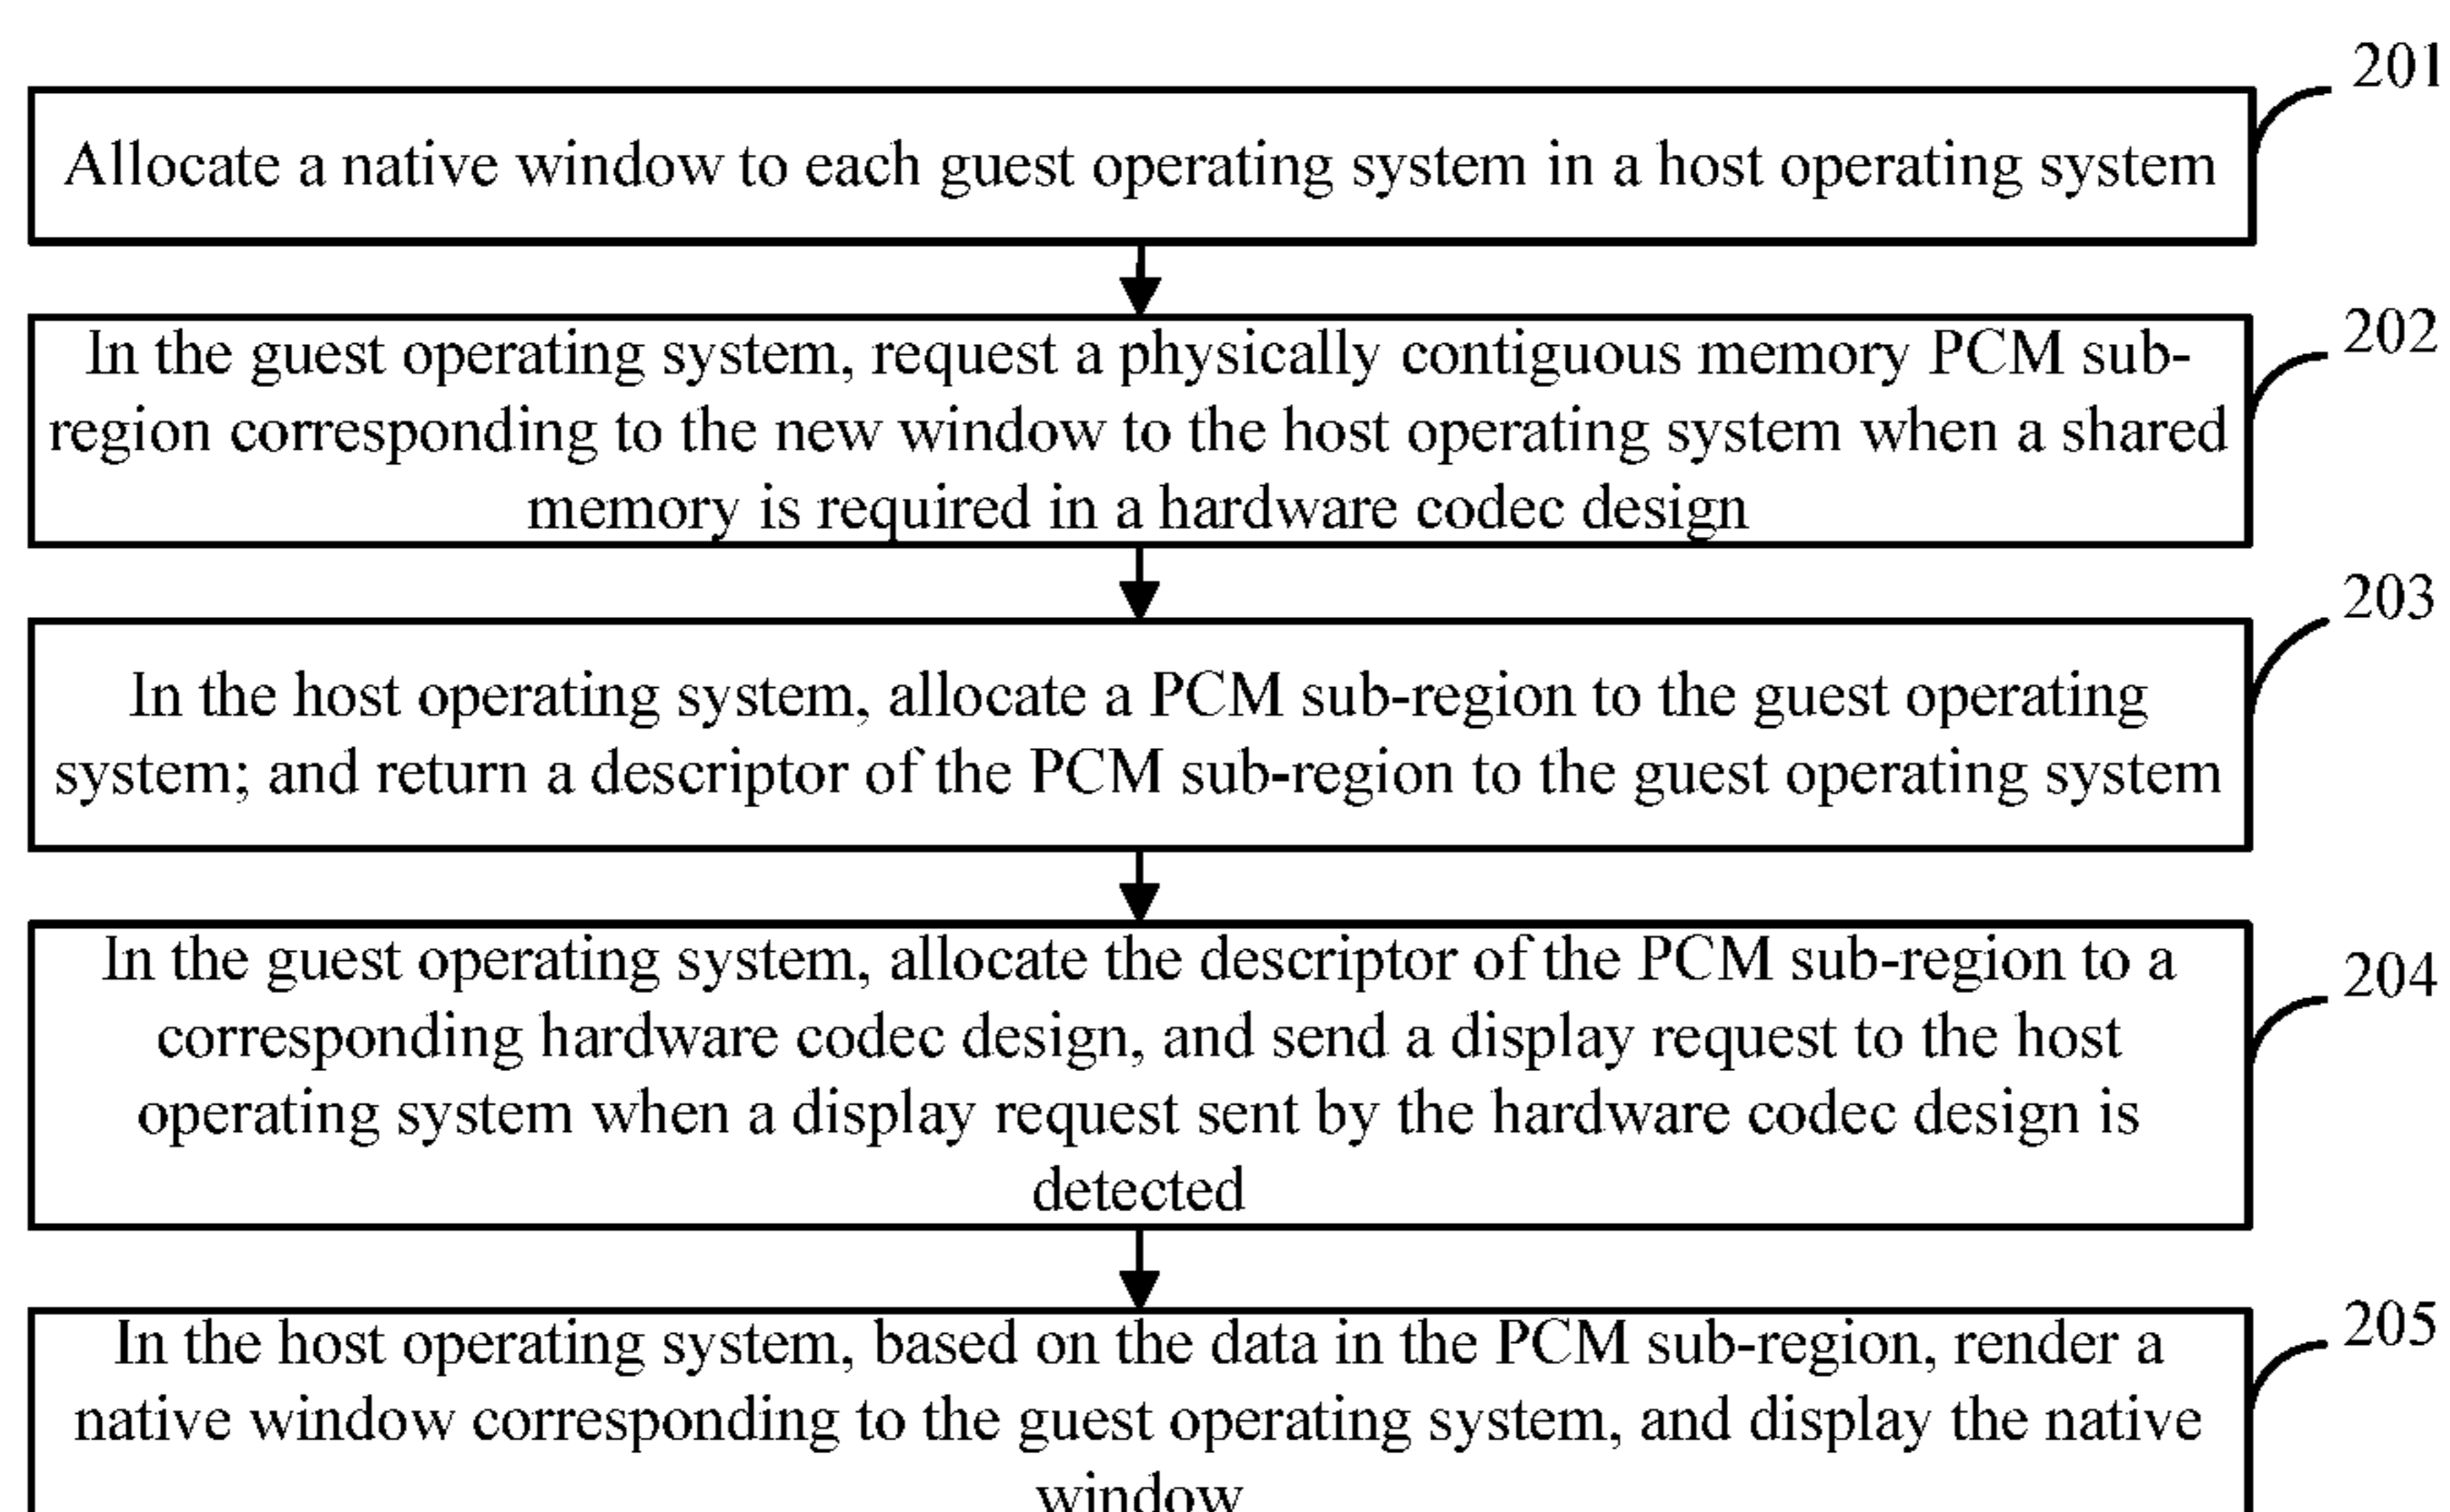 201
Allocate a native window to each guest operating system in a host operating system
202
In the guest operating system, request a physically contiguous memory PCM sub-
region corresponding to the new window to the host operating system when a shared
memory is required in a hardware codec design
203
In the host operating system, allocate a PCM sub-region to the guest operating
system; and return a descriptor of the PCM sub-region to the guest operating system
204
In the guest operating system, allocate the descriptor of the PCM sub-region to a
corresponding hardware codec design, and send a display request to the host
operating system when a display request sent by the hardware codec design is
detected
205
In the host operating system, based on the data in the PCM sub-region, render a
native window corresponding to the guest operating system, and display the native
window